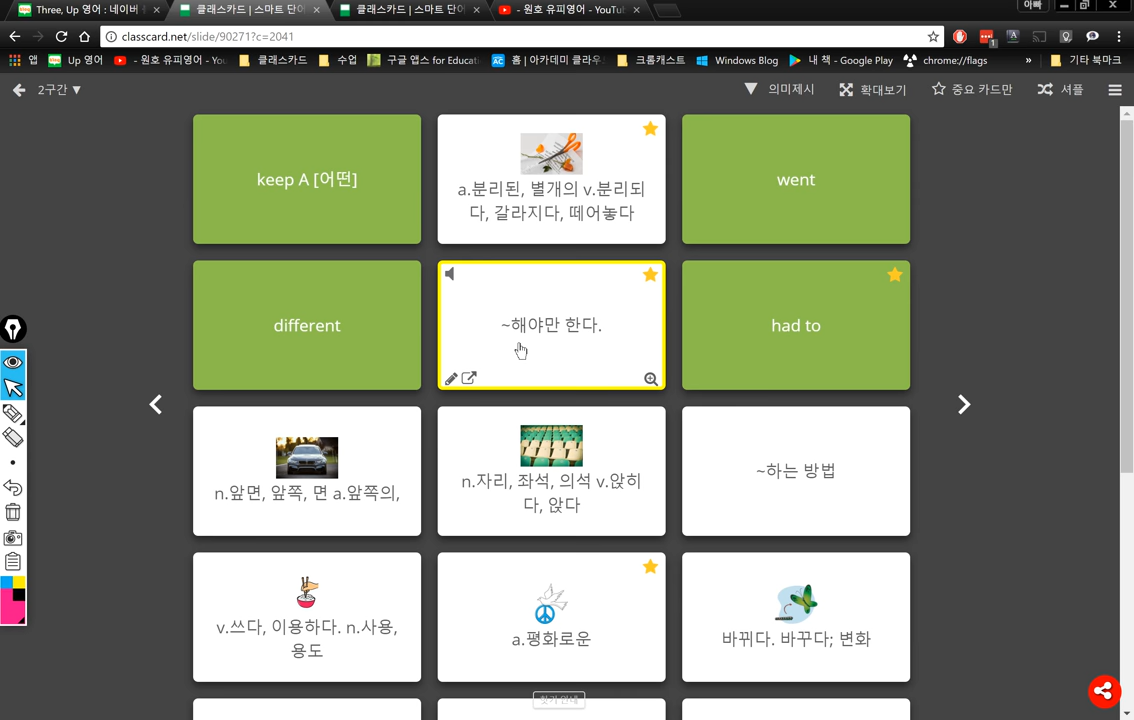 Three, Up 영어 : 네이버
클래스카드 | 스마트 단어
클래스카드 | 스마트 단어
- 원호 유피영어 - YouTu
아빠
classcard.net/slide/90271?c=2041
앱
Up 영어
- 원호 유피영어 - You
클래스카드
수업
구글 앱스 for Educati
홈 | 아카데미 클라우
크롬캐스트
Windows Blog
내 책 - Google Play
chrome://flags
»
기타 북마크
2구간 ▼
▼ 의미제시
확대보기
중요 카드만
셔플
keep A [어떤]
a.분리된, 별개의 v.분리되
다, 갈라지다, 떼어놓다
went
different
~해야만 한다.
had to
n.앞면, 앞쪽, 면 a.앞쪽의,
n.자리, 좌석, 의석 v.앉히
다, 앉다
~하는 방법
v.쓰다, 이용하다. n.사용,
용도
a.평화로운
바뀌다. 바꾸다; 변화